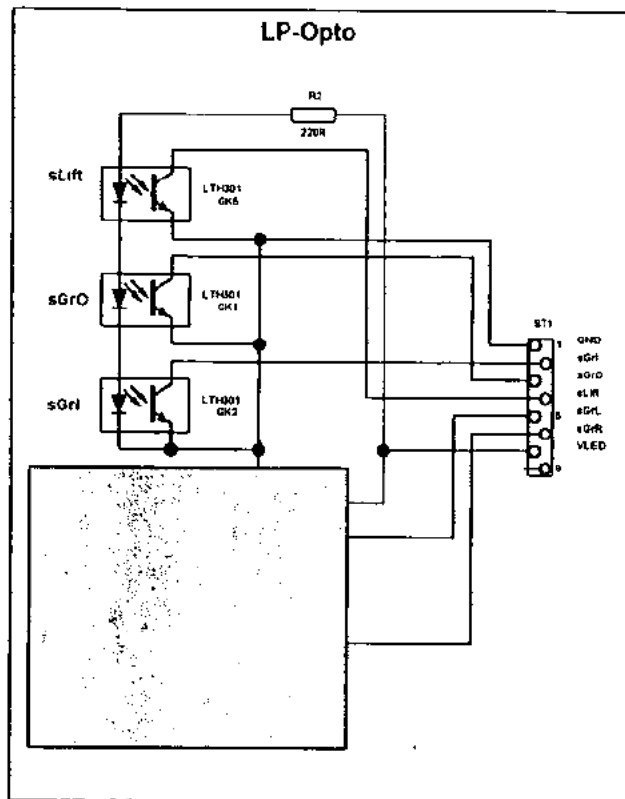 LP-Opto
R2
220R
sLift
LTH301
GK5
sGrO
LTH301
GK1
sGrI
LTH301
GK2
ST1
1
GND
sGrI
sGrO
sLift
5
sGrL
sGrR
VLED